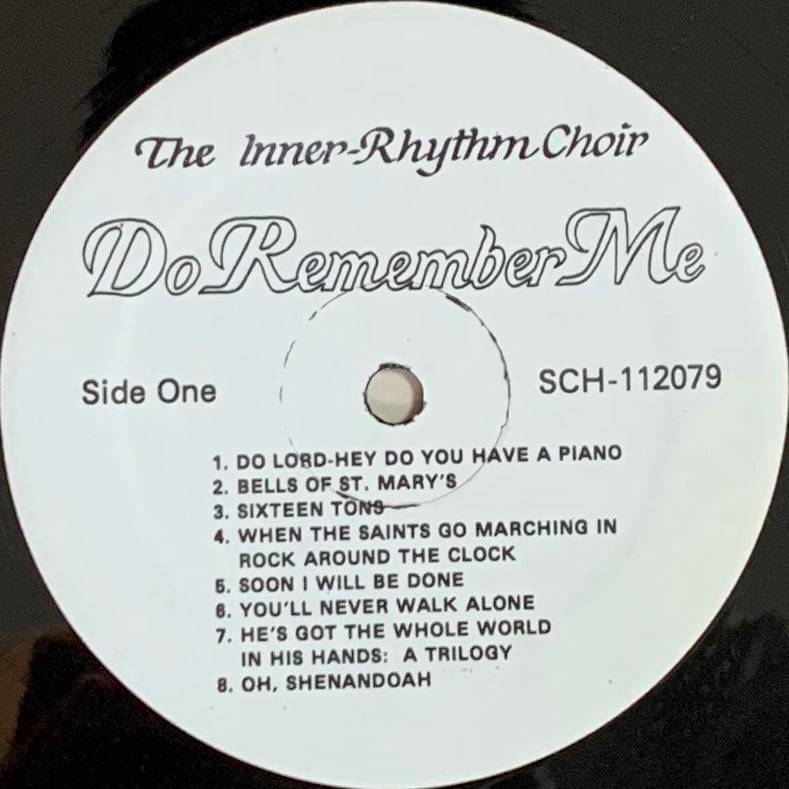 The Inner-Rhythm Choir
Do Remember Me
Side One
SCH-112079
1. DO LORD-HEY DO YOU HAVE A PIANO
2. BELLS OF ST. MARY'S
3. SIXTEEN TONS
4. WHEN THE SAINTS GO MARCHING IN
ROCK AROUND THE CLOCK
5. SOON I WILL BE DONE
6. YOU'LL NEVER WALK ALONE
7. HE'S GOT THE WHOLE WORLD
IN HIS HANDS: A TRILOGY
8. OH, SHENANDOAH